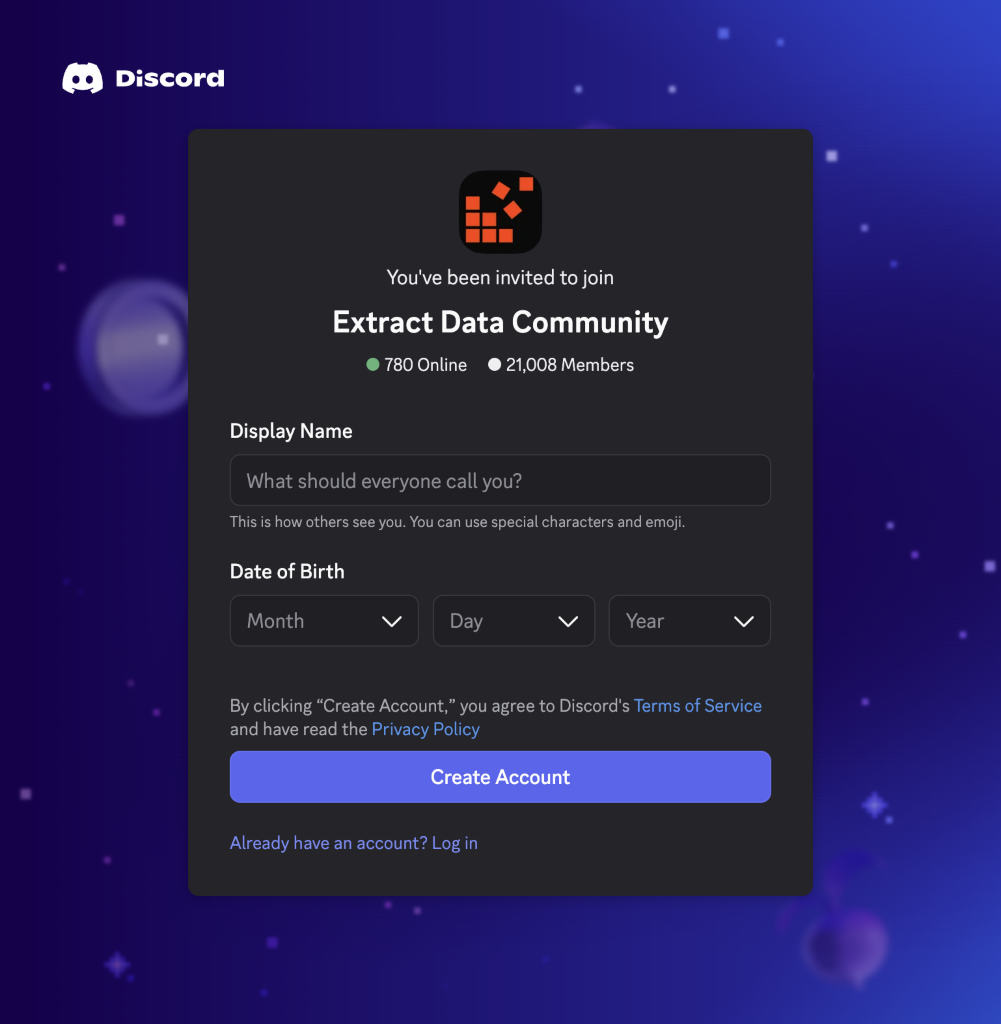 Discord
You've been invited to join
Extract Data Community
780 Online 21,008 Members
Display Name
What should everyone call you?
This is how others see you. You can use special characters and emoji.
Date of Birth
Month Day Year
By clicking “Create Account,” you agree to Discord's Terms of Service
and have read the Privacy Policy
Create Account
Already have an account? Log in